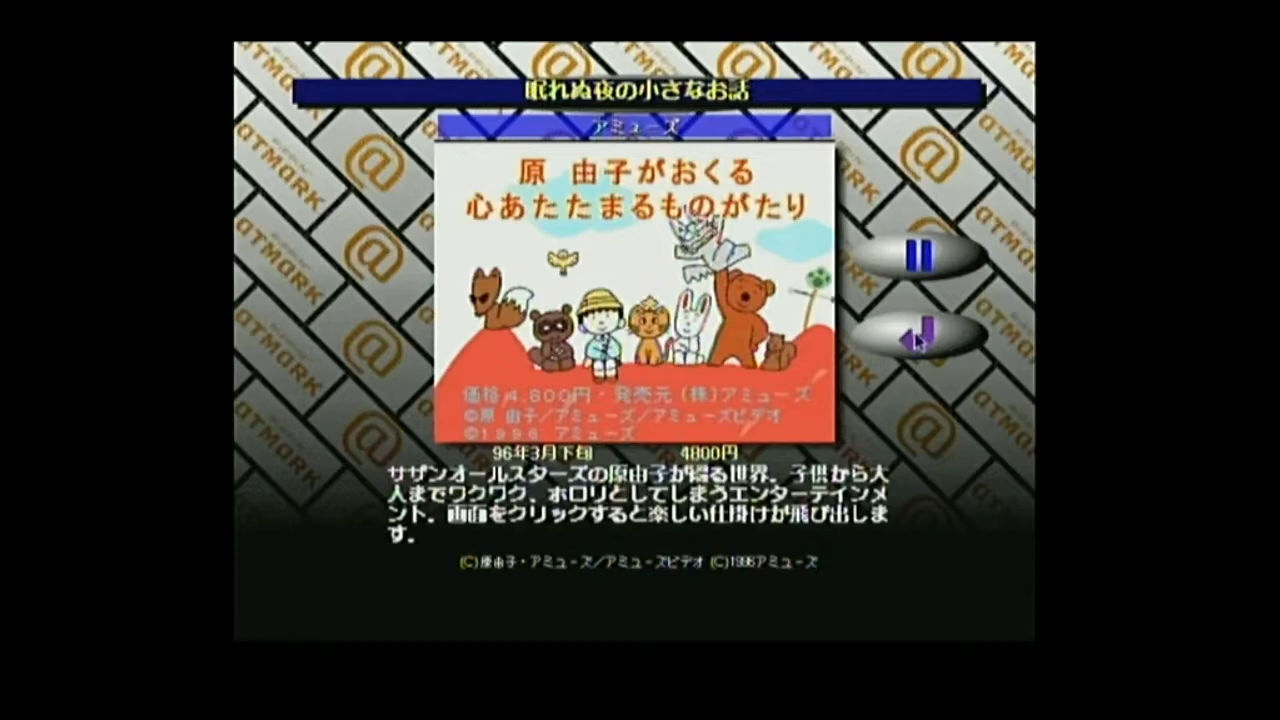 眠れぬ夜の小さなお話
アミューズ
原 由子がおくる
心あたたまるものがたり
価格 4,800円・発売元 (株)アミューズ
©原 由子/アミューズ/アミューズビデオ
©1996 アミューズ
96年3月下旬 4800円
サザンオールスターズの原由子が綴る世界。子供から大
人までワクワク、ホロリとしてしまうエンターテインメ
ント。画面をクリックすると楽しい仕掛けが飛び出しま
す。
(C)原由子・アミューズ/アミューズビデオ (C)1996アミューズ
@ATMARK